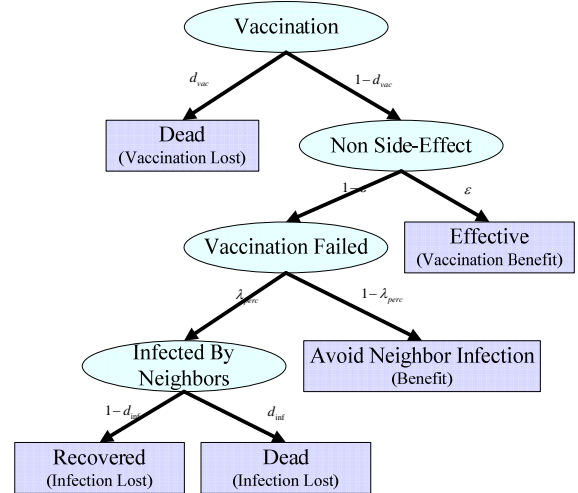 Vaccination
d_vac
1-d_vac
Dead
(Vaccination Lost)
Non Side-Effect
1-ε
ε
Vaccination Failed
Effective
(Vaccination Benefit)
λ_perc
1-λ_perc
Infected By
Neighbors
Avoid Neighbor Infection
(Benefit)
1-d_inf
d_inf
Recovered
(Infection Lost)
Dead
(Infection Lost)